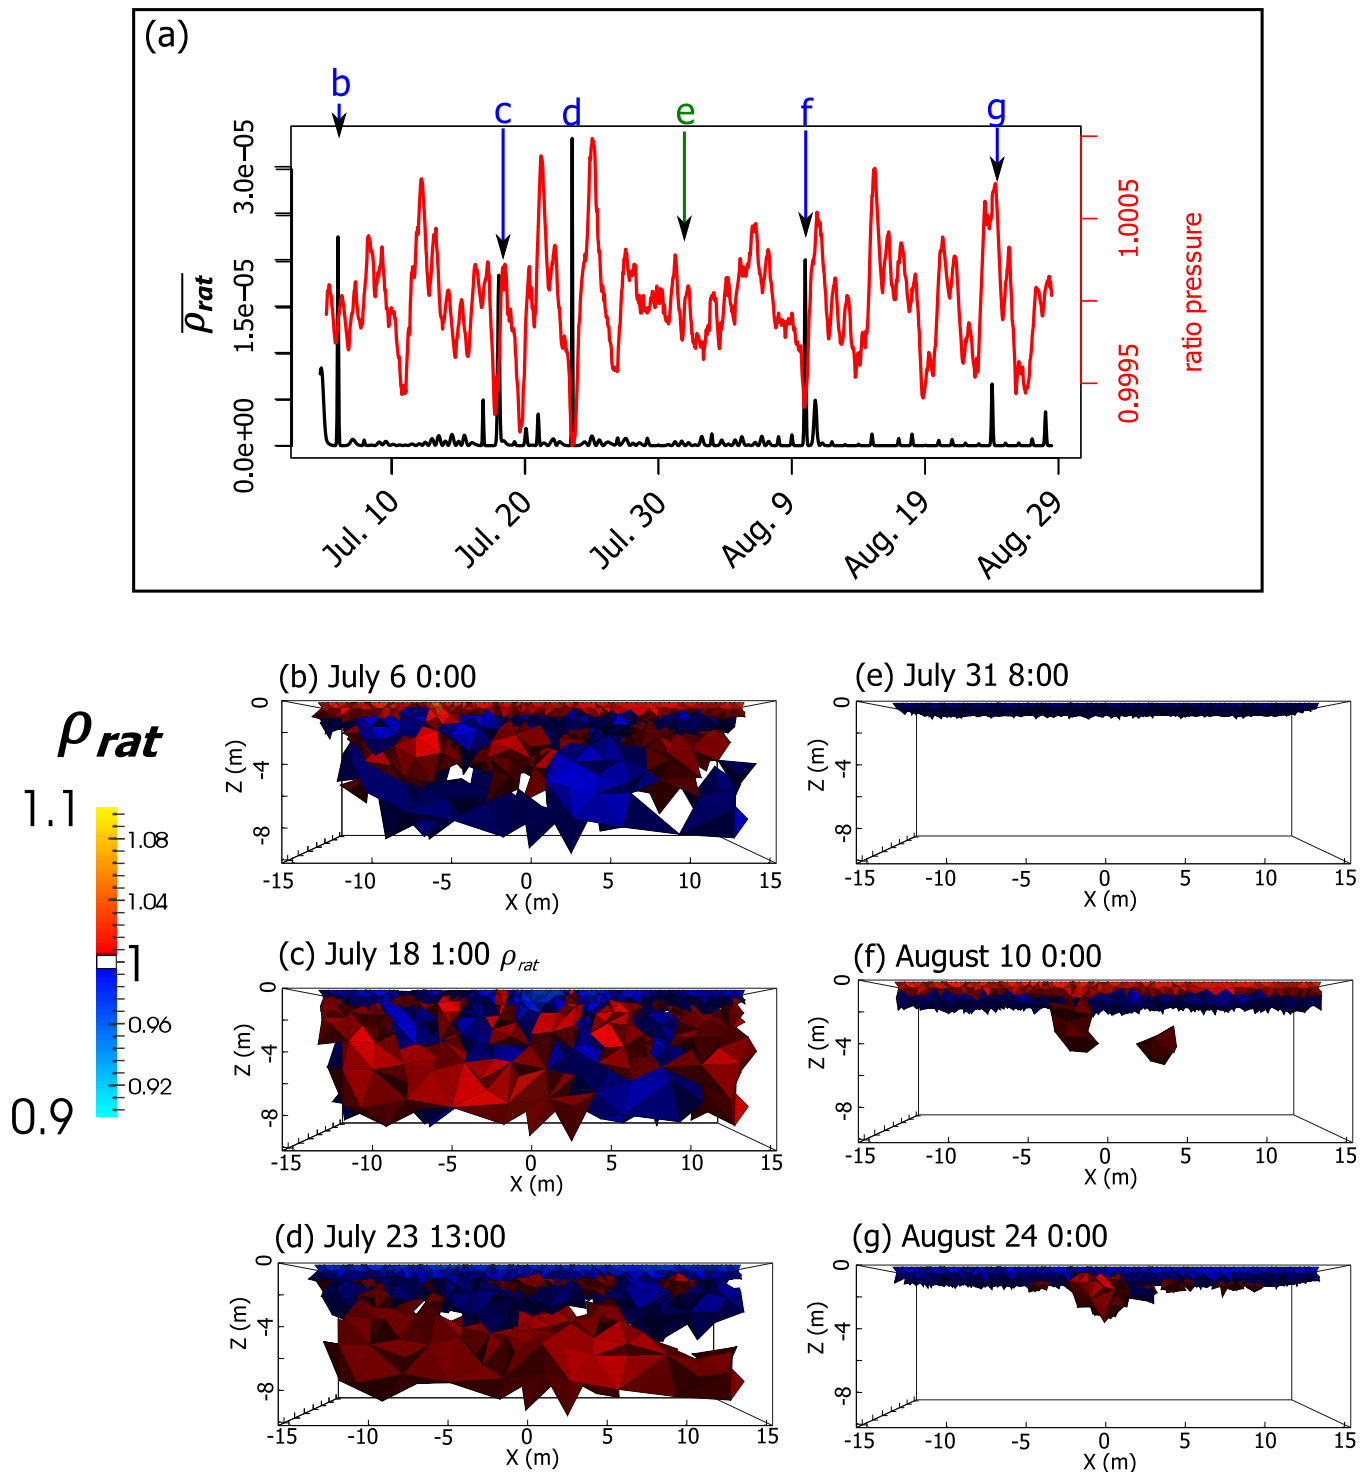 (a)
b
c
d
e
f
g
3.0e−05
1.5e−05
0.0e+00
ρrat
1.0005
0.9995
ratio pressure
Jul. 10
Jul. 20
Jul. 30
Aug. 9
Aug. 19
Aug. 29
ρrat
1.1
1.08
1.04
1
0.96
0.92
0.9
(b) July 6 0:00
0
-4
-8
Z (m)
-15 -10 -5 0 5 10 15
X (m)
(e) July 31 8:00
0
-4
-8
Z (m)
-15 -10 -5 0 5 10 15
X (m)
(c) July 18 1:00 ρrat
0
-4
-8
Z (m)
-15 -10 -5 0 5 10 15
X (m)
(f) August 10 0:00
0
-4
-8
Z (m)
-15 -10 -5 0 5 10 15
X (m)
(d) July 23 13:00
0
-4
-8
Z (m)
-15 -10 -5 0 5 10 15
X (m)
(g) August 24 0:00
0
-4
-8
Z (m)
-15 -10 -5 0 5 10 15
X (m)